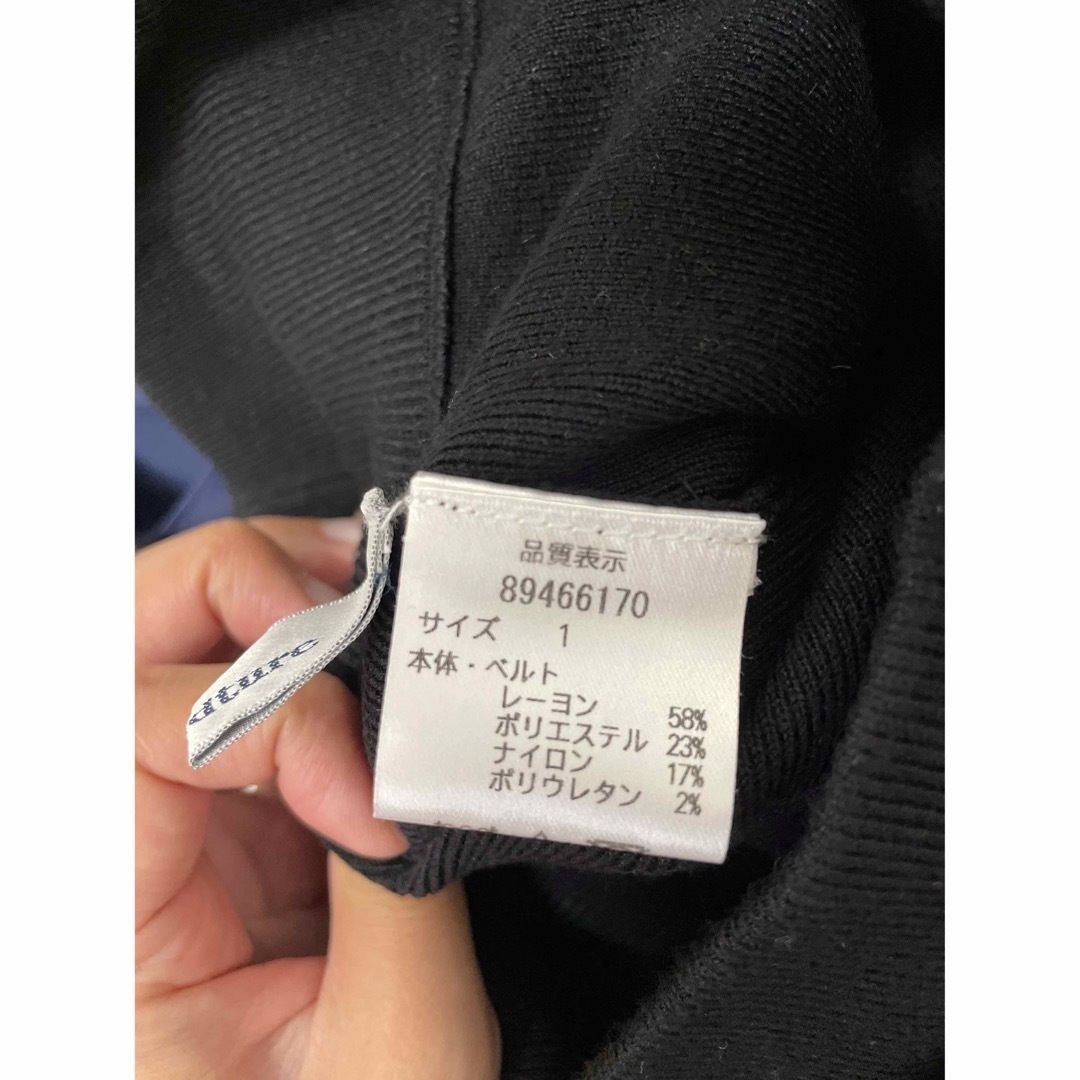 品質表示
89466170
サイズ 1
本体・ベルト
レーヨン 58%
ポリエステル 23%
ナイロン 17%
ポリウレタン 2%